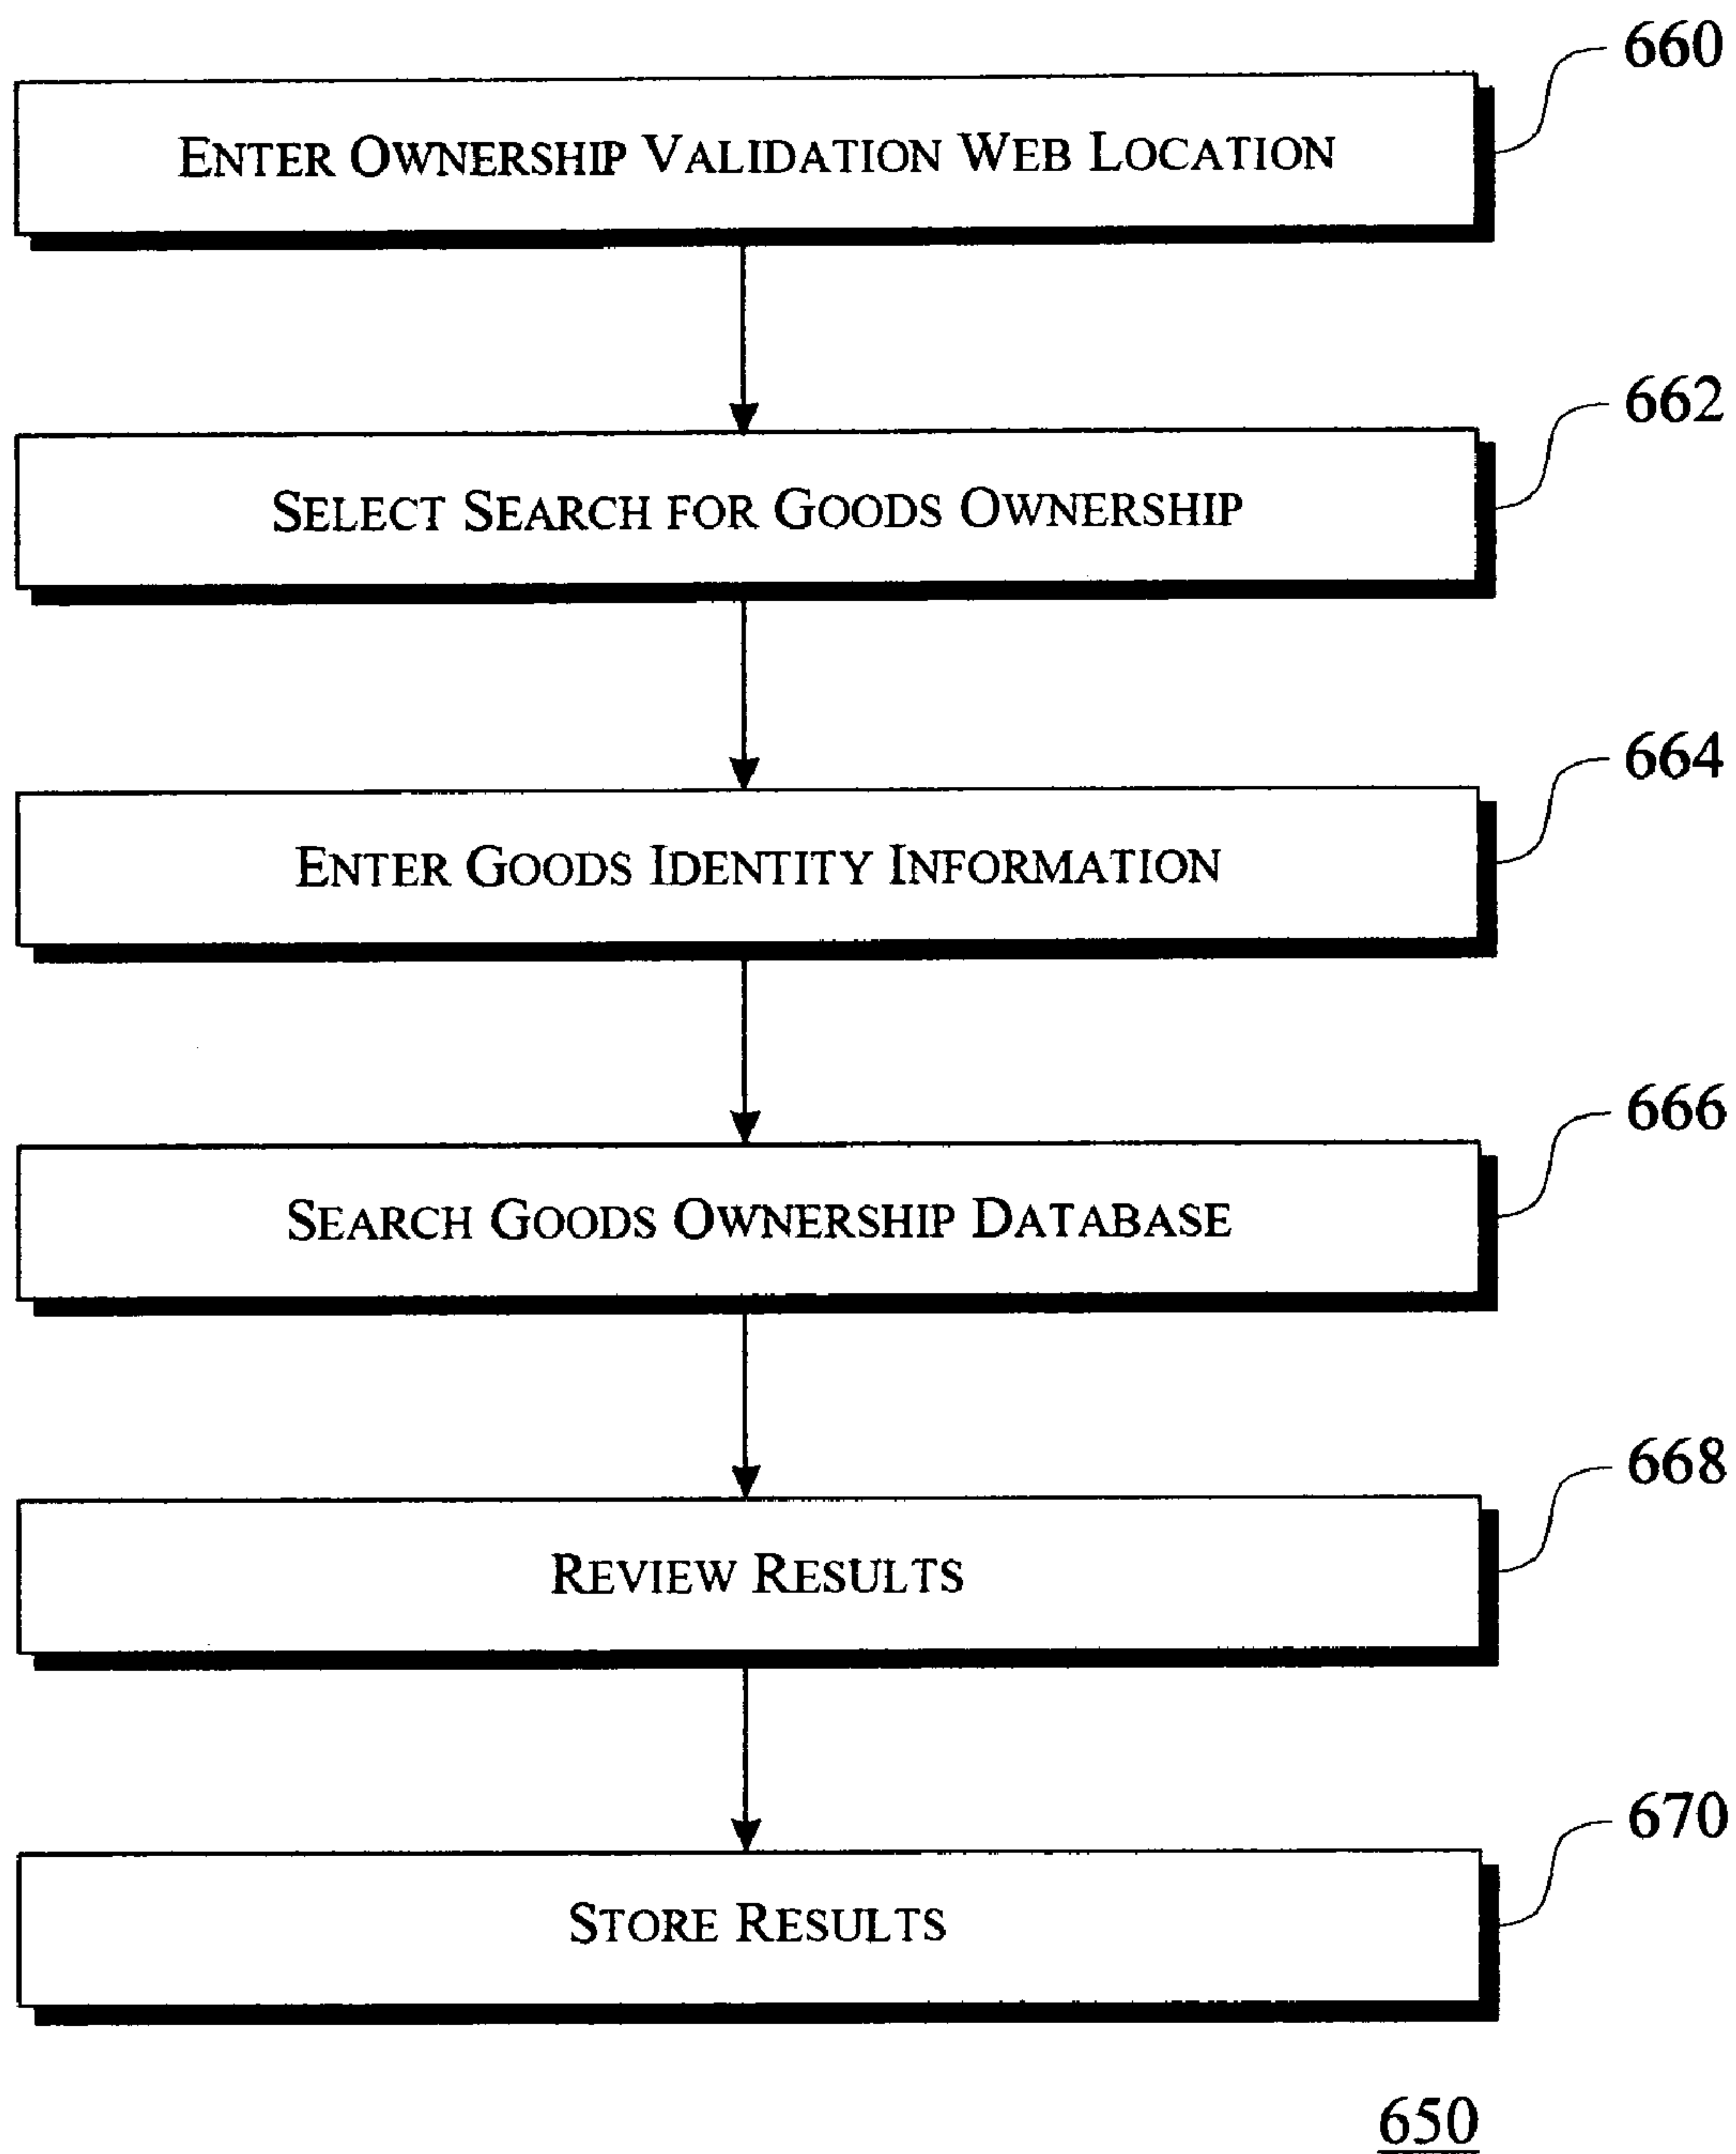 660
ENTER OWNERSHIP VALIDATION WEB LOCATION
662
SELECT SEARCH FOR GOODS OWNERSHIP
664
ENTER GOODS IDENTITY INFORMATION
666
SEARCH GOODS OWNERSHIP DATABASE
668
REVIEW RESULTS
670
STORE RESULTS
650